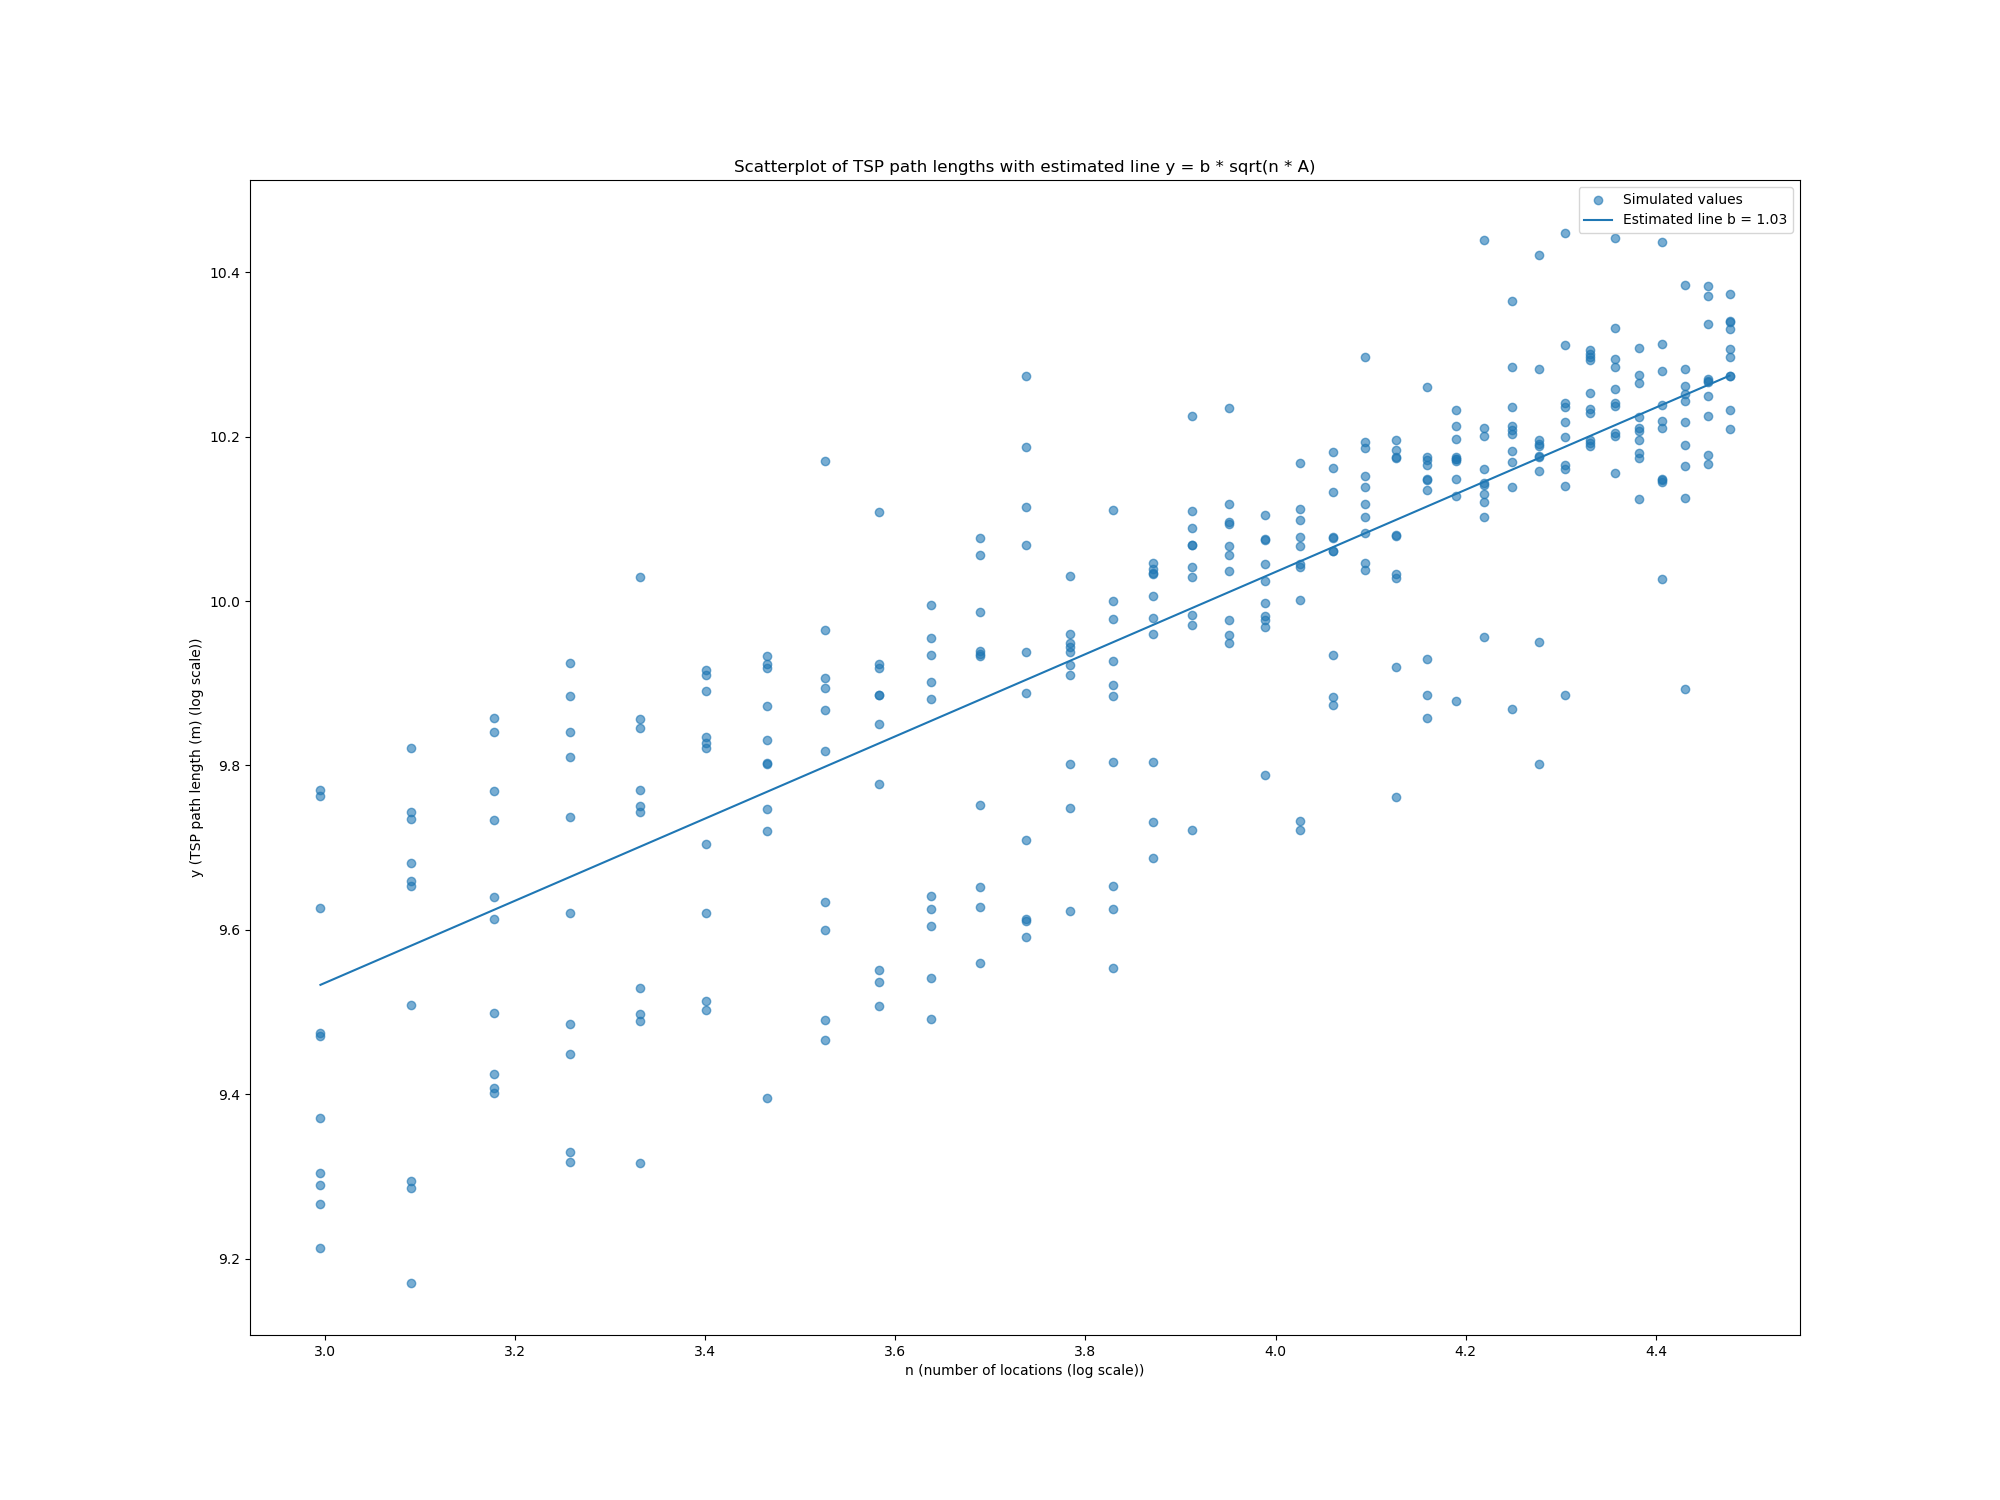 Scatterplot of TSP path lengths with estimated line y = b * sqrt(n * A)
Simulated values
Estimated line b = 1.03
10.4
10.2
10.0
9.8
9.6
9.4
9.2
y (TSP path length (m) (log scale))
3.0 3.2 3.4 3.6 3.8 4.0 4.2 4.4
n (number of locations (log scale))